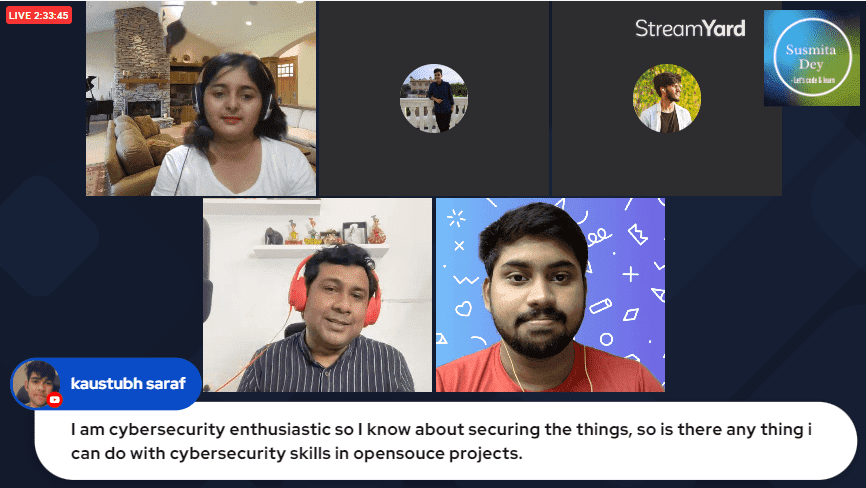 LIVE 2:33:45
StreamYard
Susmita
Dey
-Let's code & learn
kaustubh saraf
I am cybersecurity enthusiastic so I know about securing the things, so is there any thing i
can do with cybersecurity skills in opensouce projects.